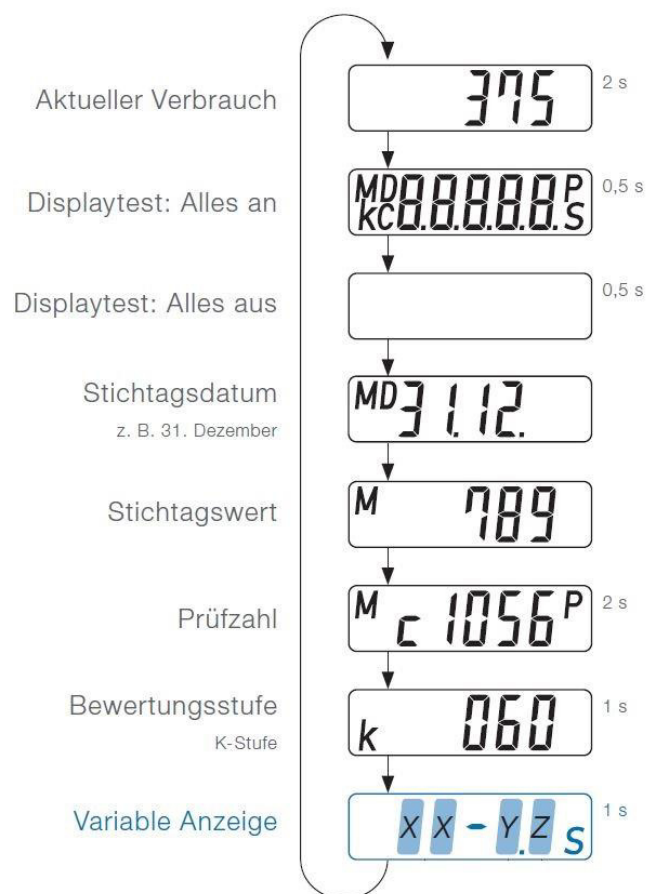 Aktueller Verbrauch
375
2 s
Displaytest: Alles an
MD
kC
8.8.8.8.8.
P
S
0,5 s
Displaytest: Alles aus
0,5 s
Stichtagsdatum
z. B. 31. Dezember
MD 31.12.
Stichtagswert
M 789
Prüfzahl
M c 1056 P
2 s
Bewertungsstufe
K-Stufe
k 060
1 s
Variable Anzeige
X X - Y.Z S
1 s